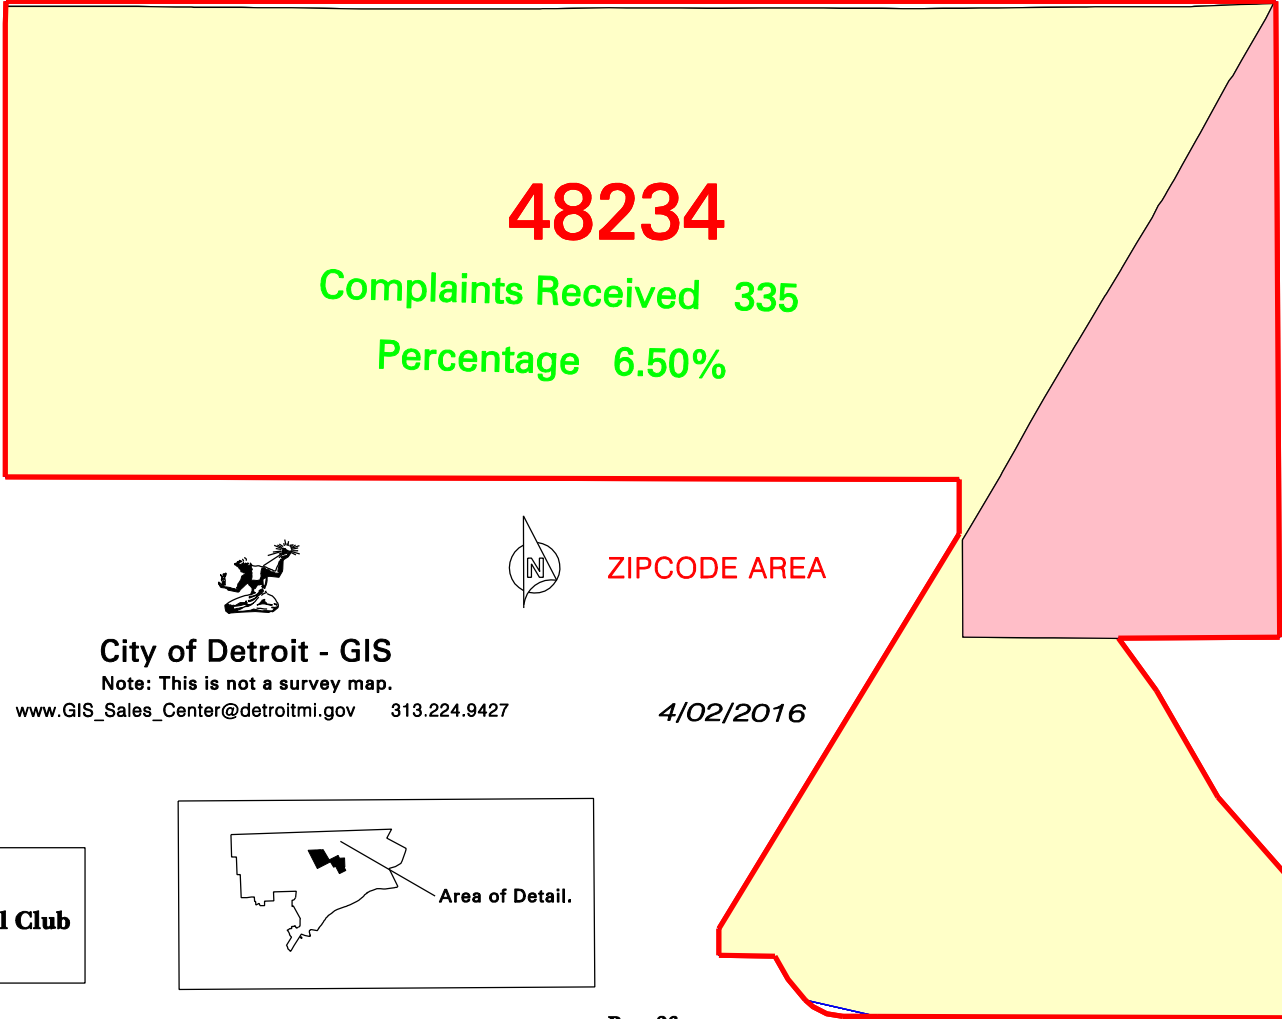 48234
Complaints Received 335
Percentage 6.50%
N
ZIPCODE AREA
City of Detroit - GIS
Note: This is not a survey map.
www.GIS_Sales_Center@detroitmi.gov 313.224.9427
4/02/2016
Area of Detail.
l Club